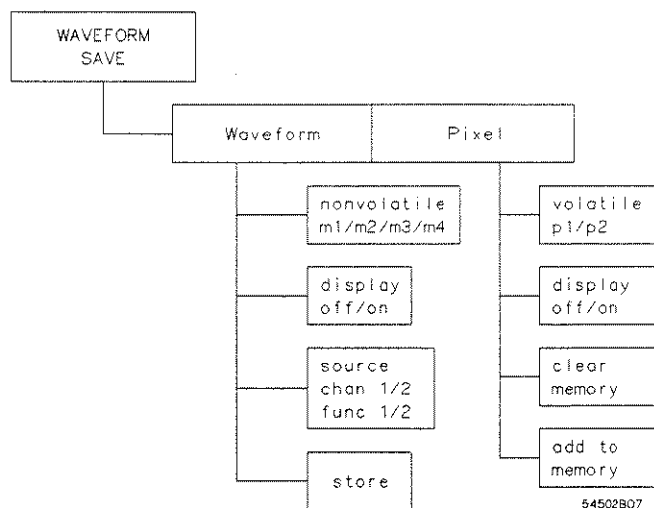 WAVEFORM
SAVE
Waveform
Pixel
nonvolatile
m1/m2/m3/m4
display
off/on
source
chan 1/2
func 1/2
store
volatile
p1/p2
display
off/on
clear
memory
add to
memory
54502B07